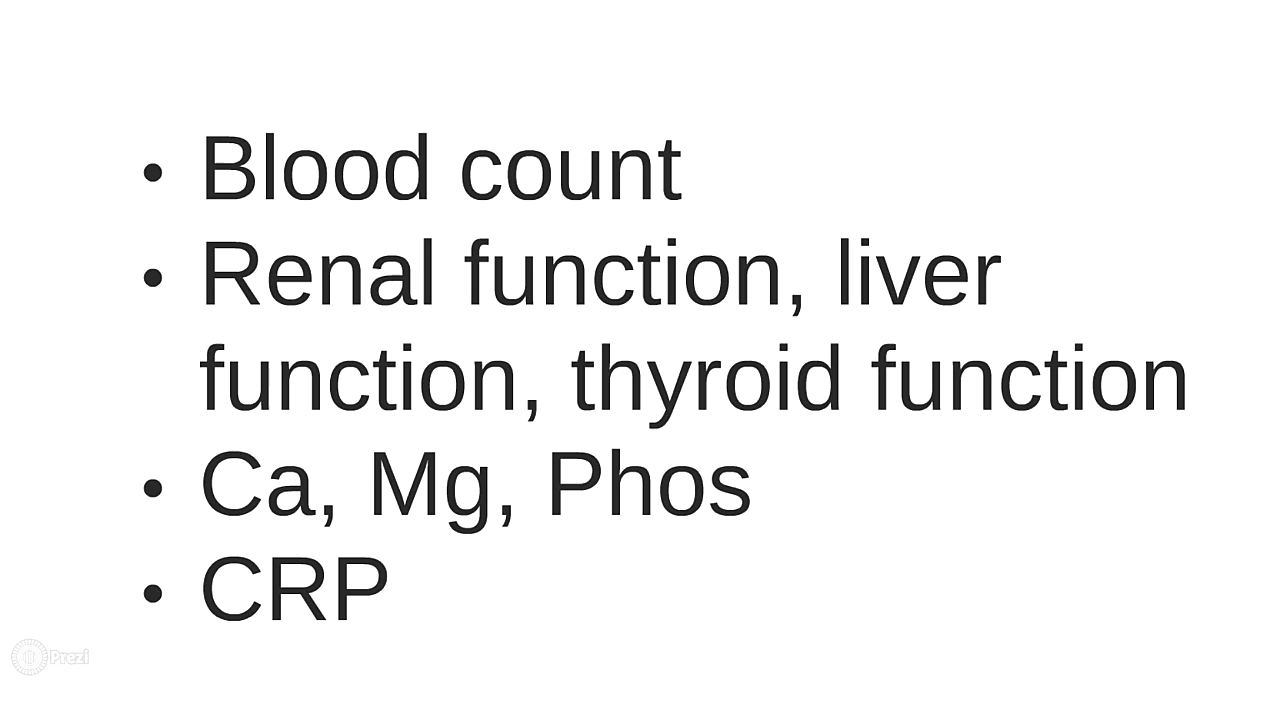 • Blood count
• Renal function, liver
function, thyroid function
• Ca, Mg, Phos
• CRP
Prezi